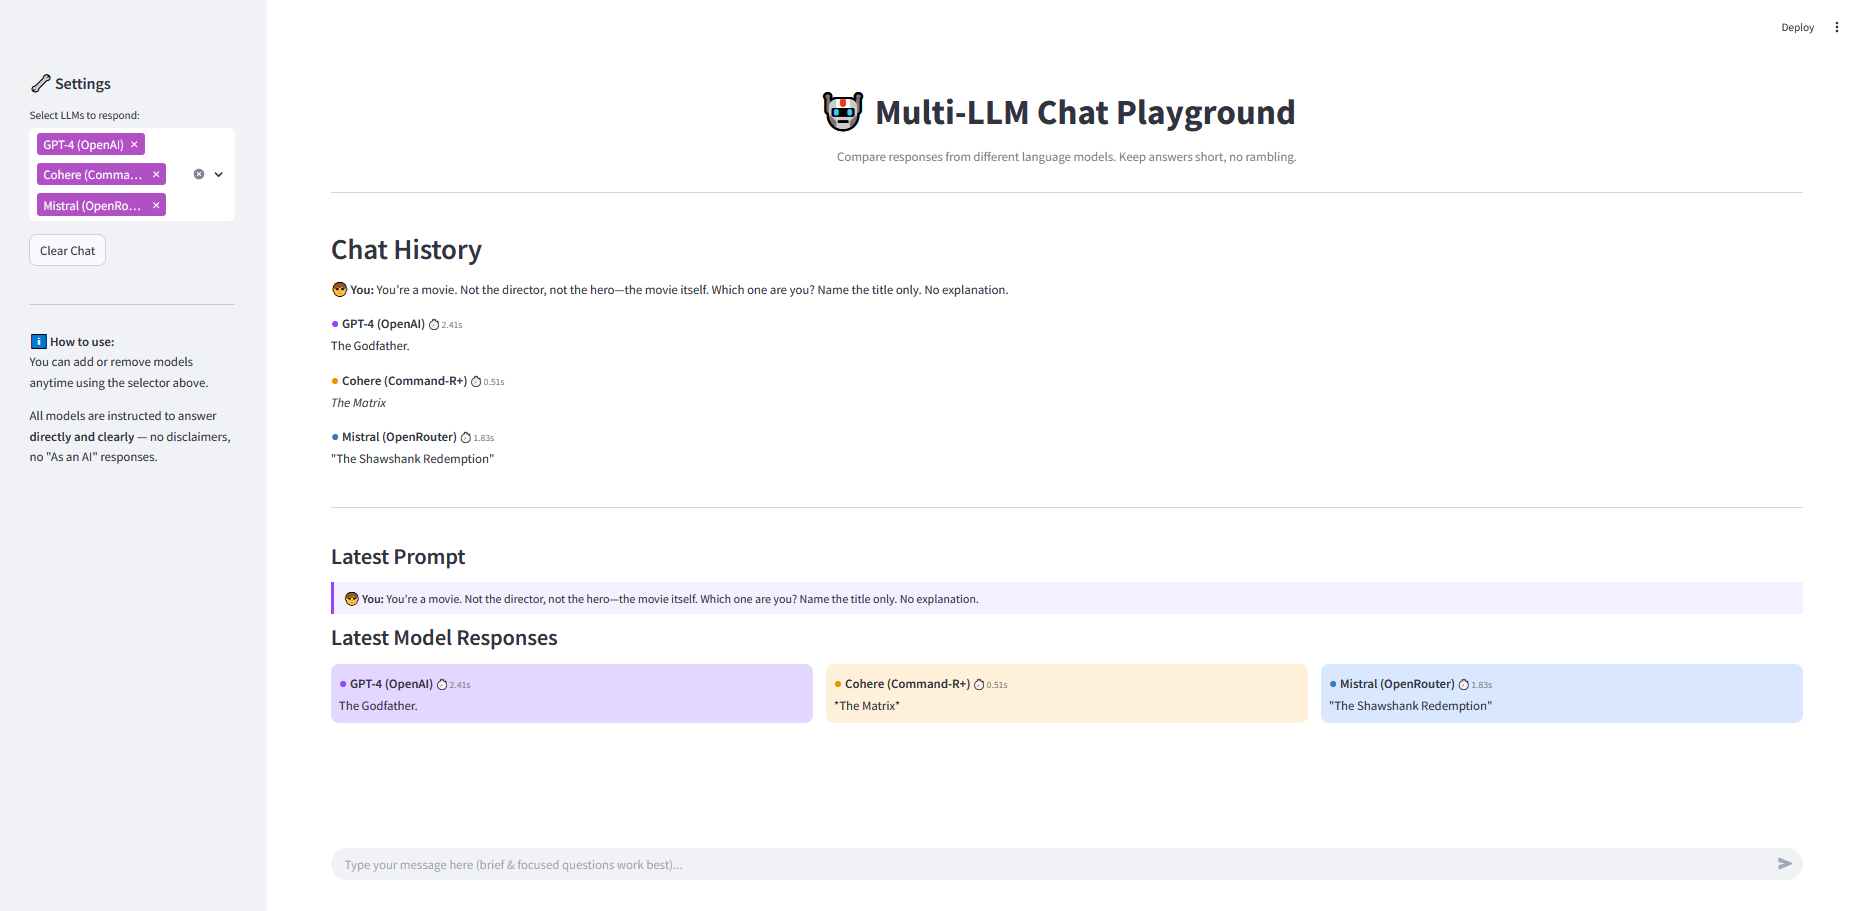 Deploy
Settings
Select LLMs to respond:
GPT-4 (OpenAI)
Cohere (Comma...
Mistral (OpenRo...
Clear Chat
How to use:
You can add or remove models
anytime using the selector above.
All models are instructed to answer
directly and clearly — no disclaimers,
no "As an AI" responses.
Multi-LLM Chat Playground
Compare responses from different language models. Keep answers short, no rambling.
Chat History
You: You're a movie. Not the director, not the hero—the movie itself. Which one are you? Name the title only. No explanation.
GPT-4 (OpenAI) 2.41s
The Godfather.
Cohere (Command-R+) 0.51s
The Matrix
Mistral (OpenRouter) 1.83s
"The Shawshank Redemption"
Latest Prompt
You: You're a movie. Not the director, not the hero—the movie itself. Which one are you? Name the title only. No explanation.
Latest Model Responses
GPT-4 (OpenAI) 2.41s
The Godfather.
Cohere (Command-R+) 0.51s
*The Matrix*
Mistral (OpenRouter) 1.83s
"The Shawshank Redemption"
Type your message here (brief & focused questions work best)...